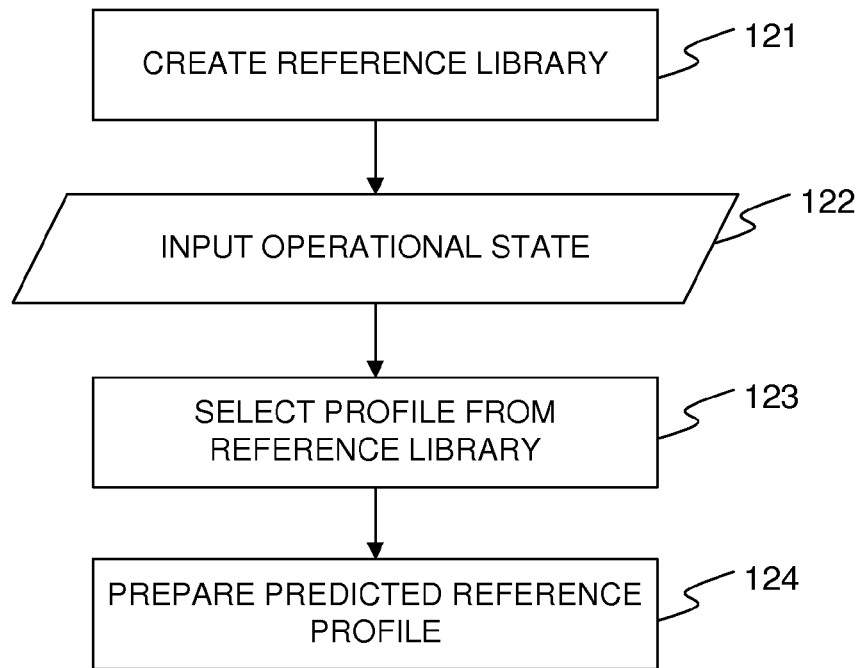 CREATE REFERENCE LIBRARY
121
INPUT OPERATIONAL STATE
122
SELECT PROFILE FROM
REFERENCE LIBRARY
123
PREPARE PREDICTED REFERENCE
PROFILE
124